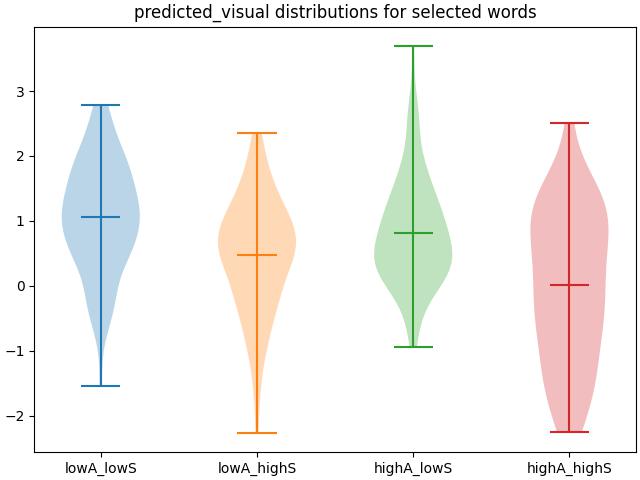 predicted_visual distributions for selected words
3
2
1
0
−1
−2
lowA_lowS
lowA_highS
highA_lowS
highA_highS